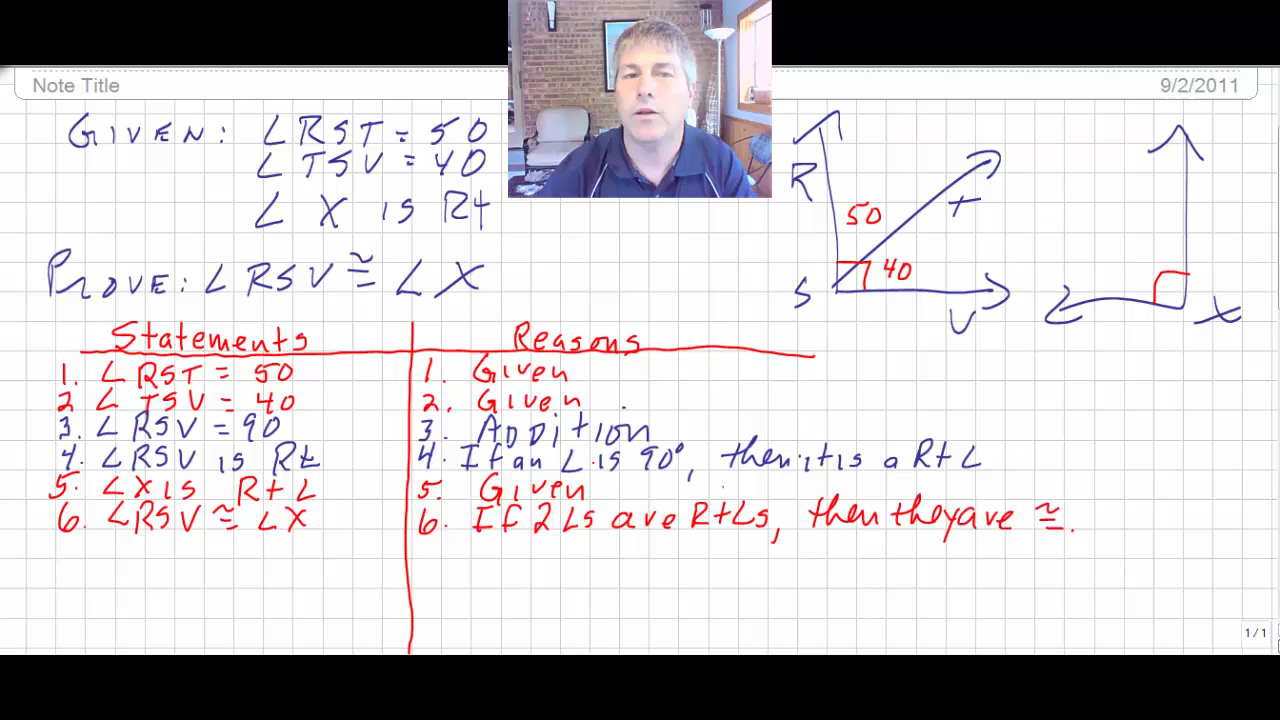 Note Title
9/2/2011
GIVEN: ∠ RST = 50
∠ TSV = 40
∠ X is Rt
PROVE: ∠ RSV ≅ ∠ X
R
50
T
40
S
V
X
Statements Reasons
1. ∠ RST = 50 1. Given
2 ∠ TSV = 40 2. Given
3. ∠ RSV = 90 3. Addition
4. ∠ RSV is Rt 4. If an ∠ is 90°, then it is a Rt ∠
5. ∠X is Rt ∠ 5. Given
6. ∠RSV ≅ ∠X 6. If 2 ∠s are Rt ∠s, then they are ≅.
1 / 1